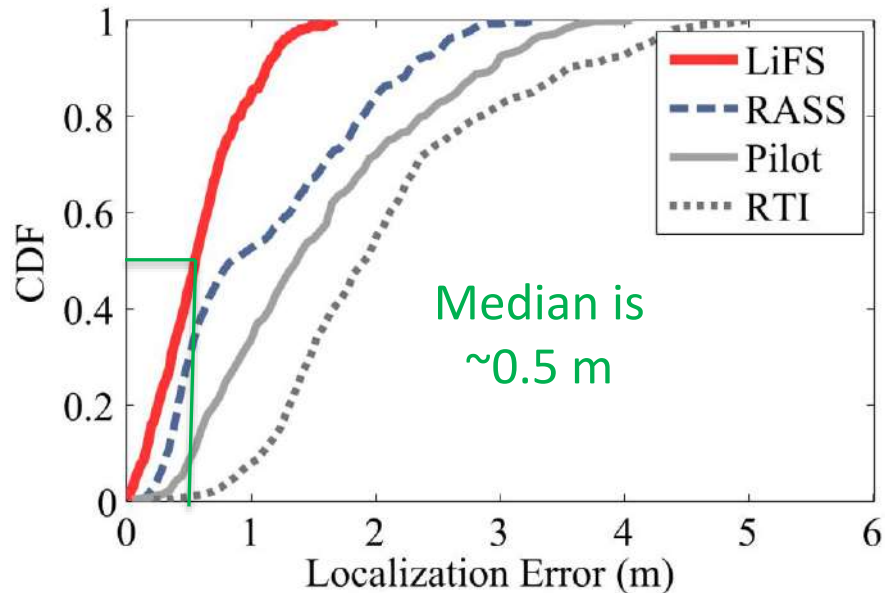 1
0.8
0.6
0.4
0.2
0
CDF
LiFS
RASS
Pilot
RTI
Median is
~0.5 m
0 1 2 3 4 5 6
Localization Error (m)